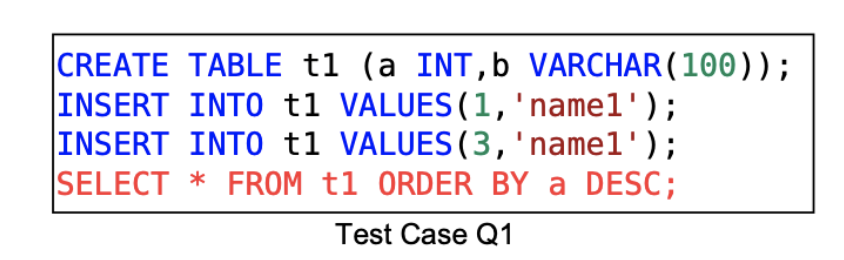 CREATE TABLE t1 (a INT,b VARCHAR(100));
INSERT INTO t1 VALUES(1,'name1');
INSERT INTO t1 VALUES(3,'name1');
SELECT * FROM t1 ORDER BY a DESC;
Test Case Q1